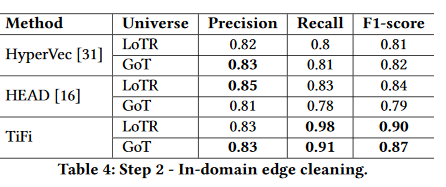 Method Universe Precision Recall F1-score
HyperVec [31] LoTR 0.82 0.8 0.81
GoT 0.83 0.81 0.82
HEAD [16] LoTR 0.85 0.83 0.84
GoT 0.81 0.78 0.79
TiFi LoTR 0.83 0.98 0.90
GoT 0.83 0.91 0.87
Table 4: Step 2 - In-domain edge cleaning.